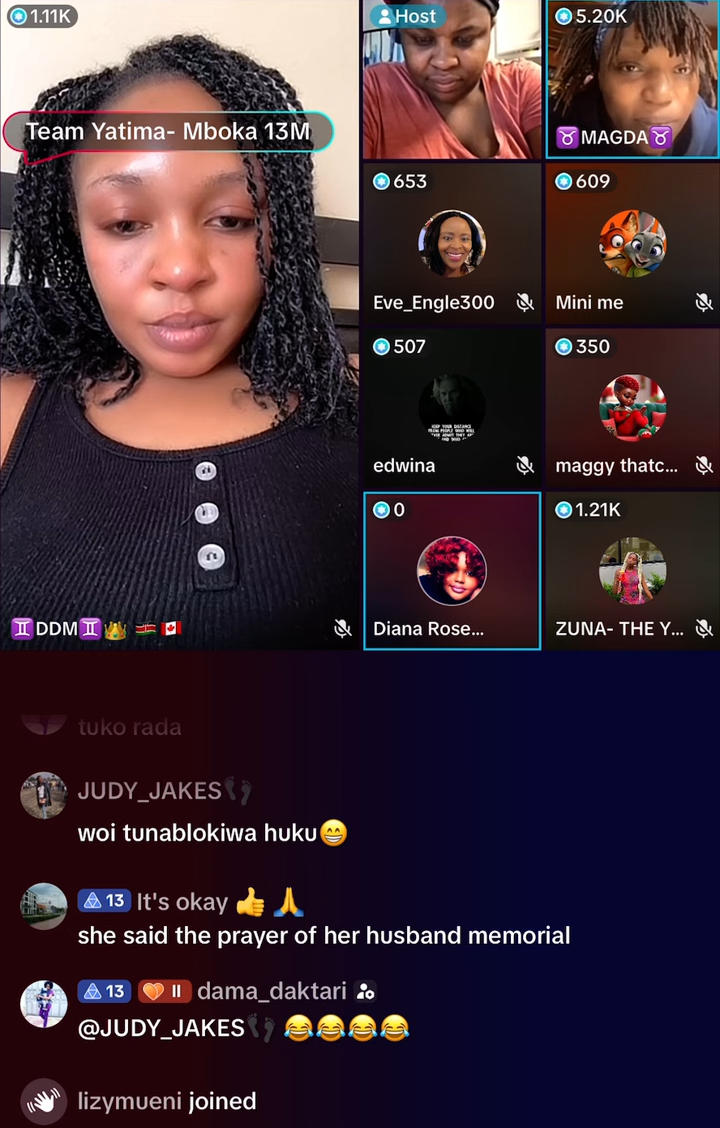 1.11K
Host
5.20K
Team Yatima- Mboka 13M
♉MAGDA♉
653
609
Eve_Engle300
Mini me
507
350
edwina
maggy thatc...
0
1.21K
♊DDM♊👑 🇰🇪🇨🇦
Diana Rose...
ZUNA- THE Y...
tuko rada
JUDY_JAKES👣
woi tunablokiwa huku😁
13 It's okay 👍🙏
she said the prayer of her husband memorial
13 II dama_daktari
@JUDY_JAKES👣 😂😂😂😂
lizymueni joined